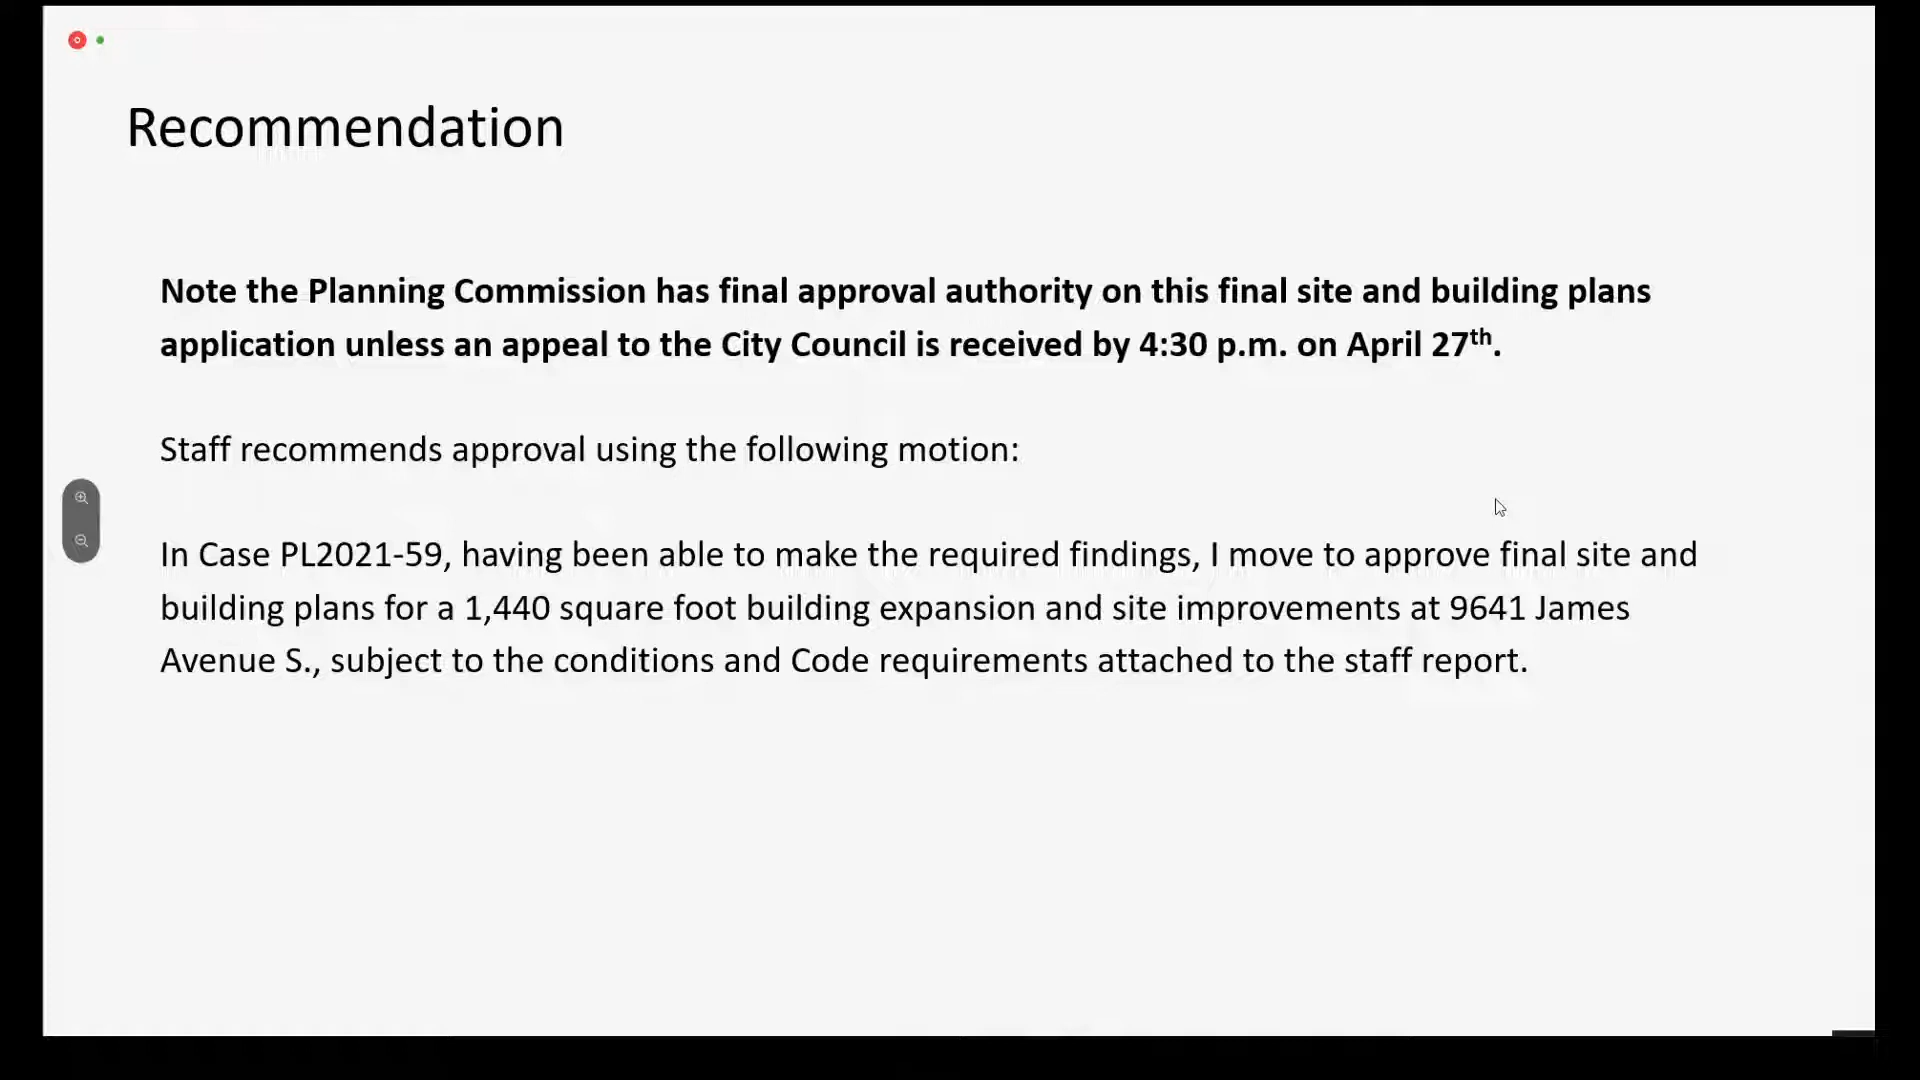 Recommendation
Note the Planning Commission has final approval authority on this final site and building plans
application unless an appeal to the City Council is received by 4:30 p.m. on April 27th.
Staff recommends approval using the following motion:
In Case PL2021-59, having been able to make the required findings, I move to approve final site and
building plans for a 1,440 square foot building expansion and site improvements at 9641 James
Avenue S., subject to the conditions and Code requirements attached to the staff report.